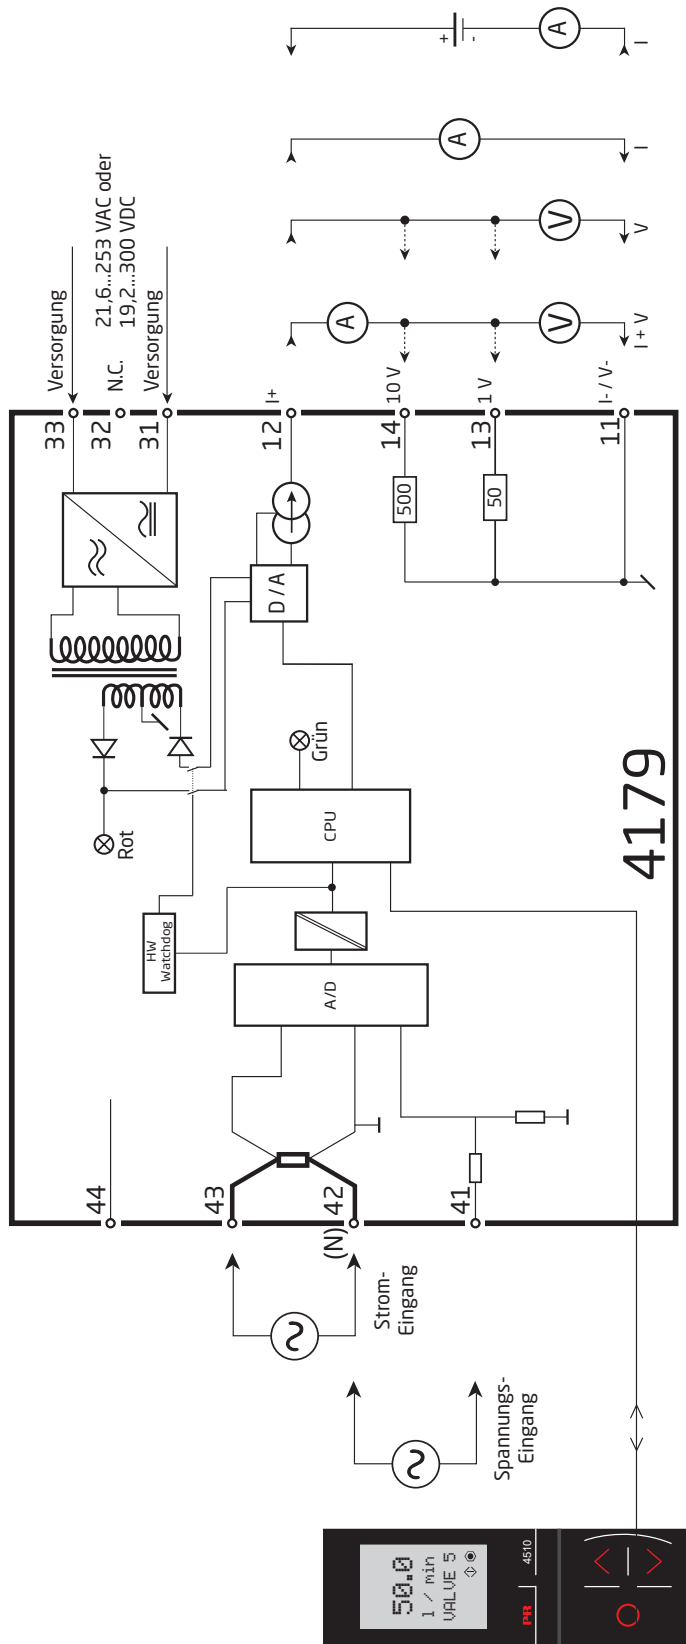 50.0
l / min
VALVE 5
PR
4510
Spannungs-
Eingang
Strom-
Eingang
44
43
42
(N)
41
HW
Watchdog
Rot
A/D
CPU
Grün
4179
D / A
500
50
33
32
31
12
14
13
11
Versorgung
N.C.
Versorgung
21,6...253 VAC oder
19,2...300 VDC
I+
10 V
1 V
I- / V-
A
V
I + V
V
V
A
I
+
-
A
I